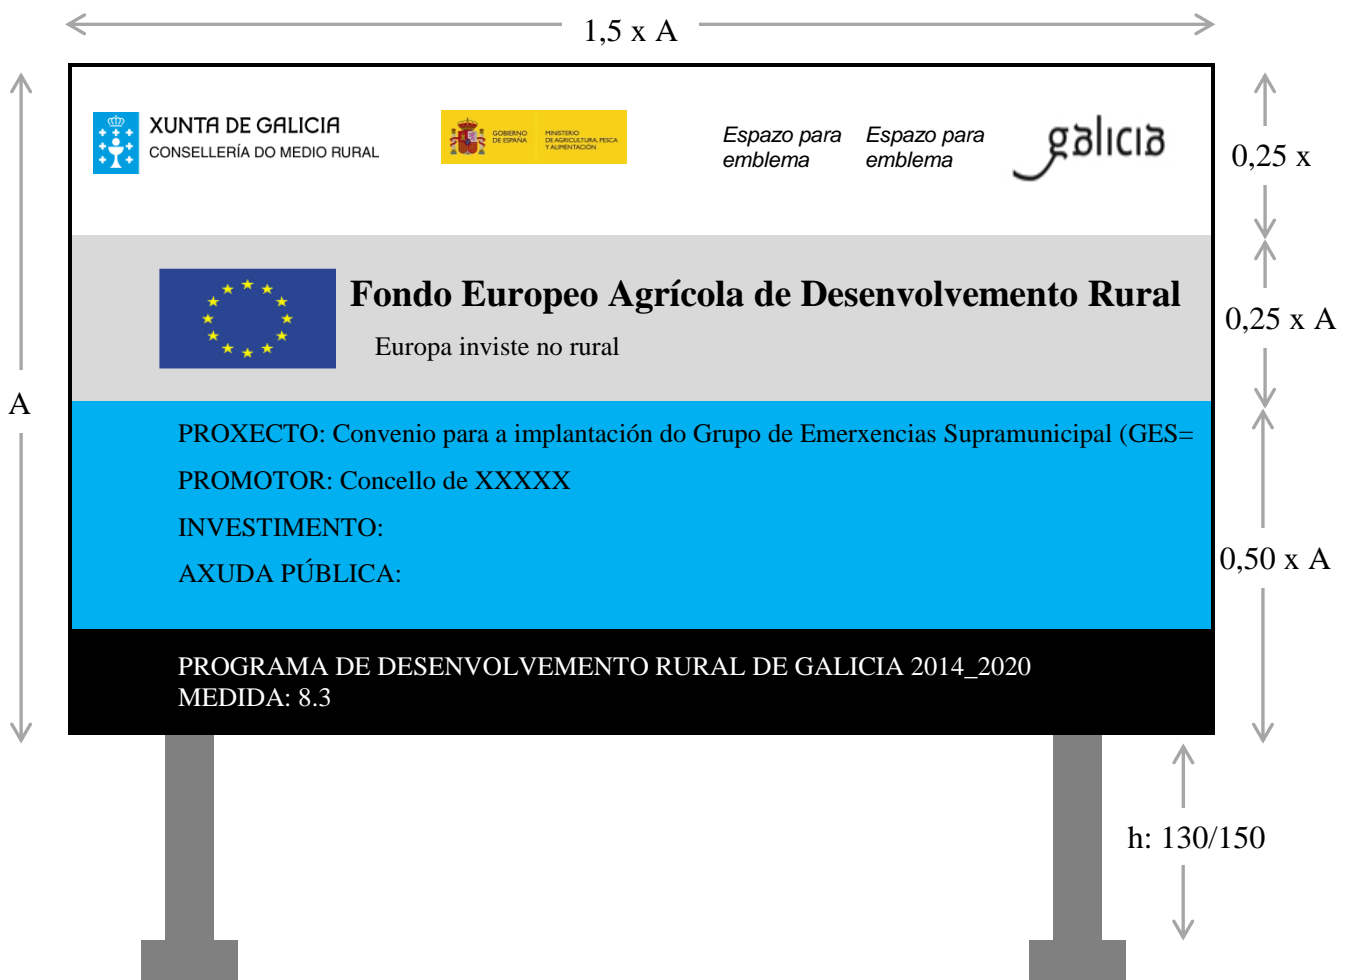 1,5 x A
XUNTA DE GALICIA
CONSELLERÍA DO MEDIO RURAL
GOBIERNO
DE ESPAÑA
MINISTERIO
DE AGRICULTURA, PESCA
Y ALIMENTACIÓN
Espazo para
emblema
Espazo para
emblema
galicia
0,25 x
Fondo Europeo Agrícola de Desenvolvemento Rural
Europa inviste no rural
0,25 x A
A
PROXECTO: Convenio para a implantación do Grupo de Emerxencias Supramunicipal (GES=
PROMOTOR: Concello de XXXXX
INVESTIMENTO:
AXUDA PÚBLICA:
0,50 x A
PROGRAMA DE DESENVOLVEMENTO RURAL DE GALICIA 2014_2020
MEDIDA: 8.3
h: 130/150